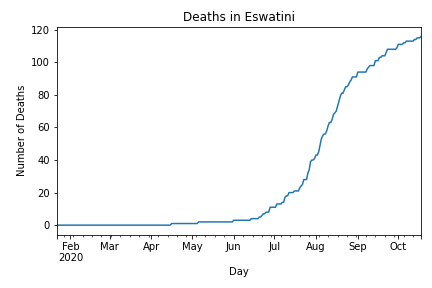 Deaths in Eswatini
120
100
80
60
40
20
0
Number of Deaths
Feb Mar Apr May Jun Jul Aug Sep Oct
2020
Day